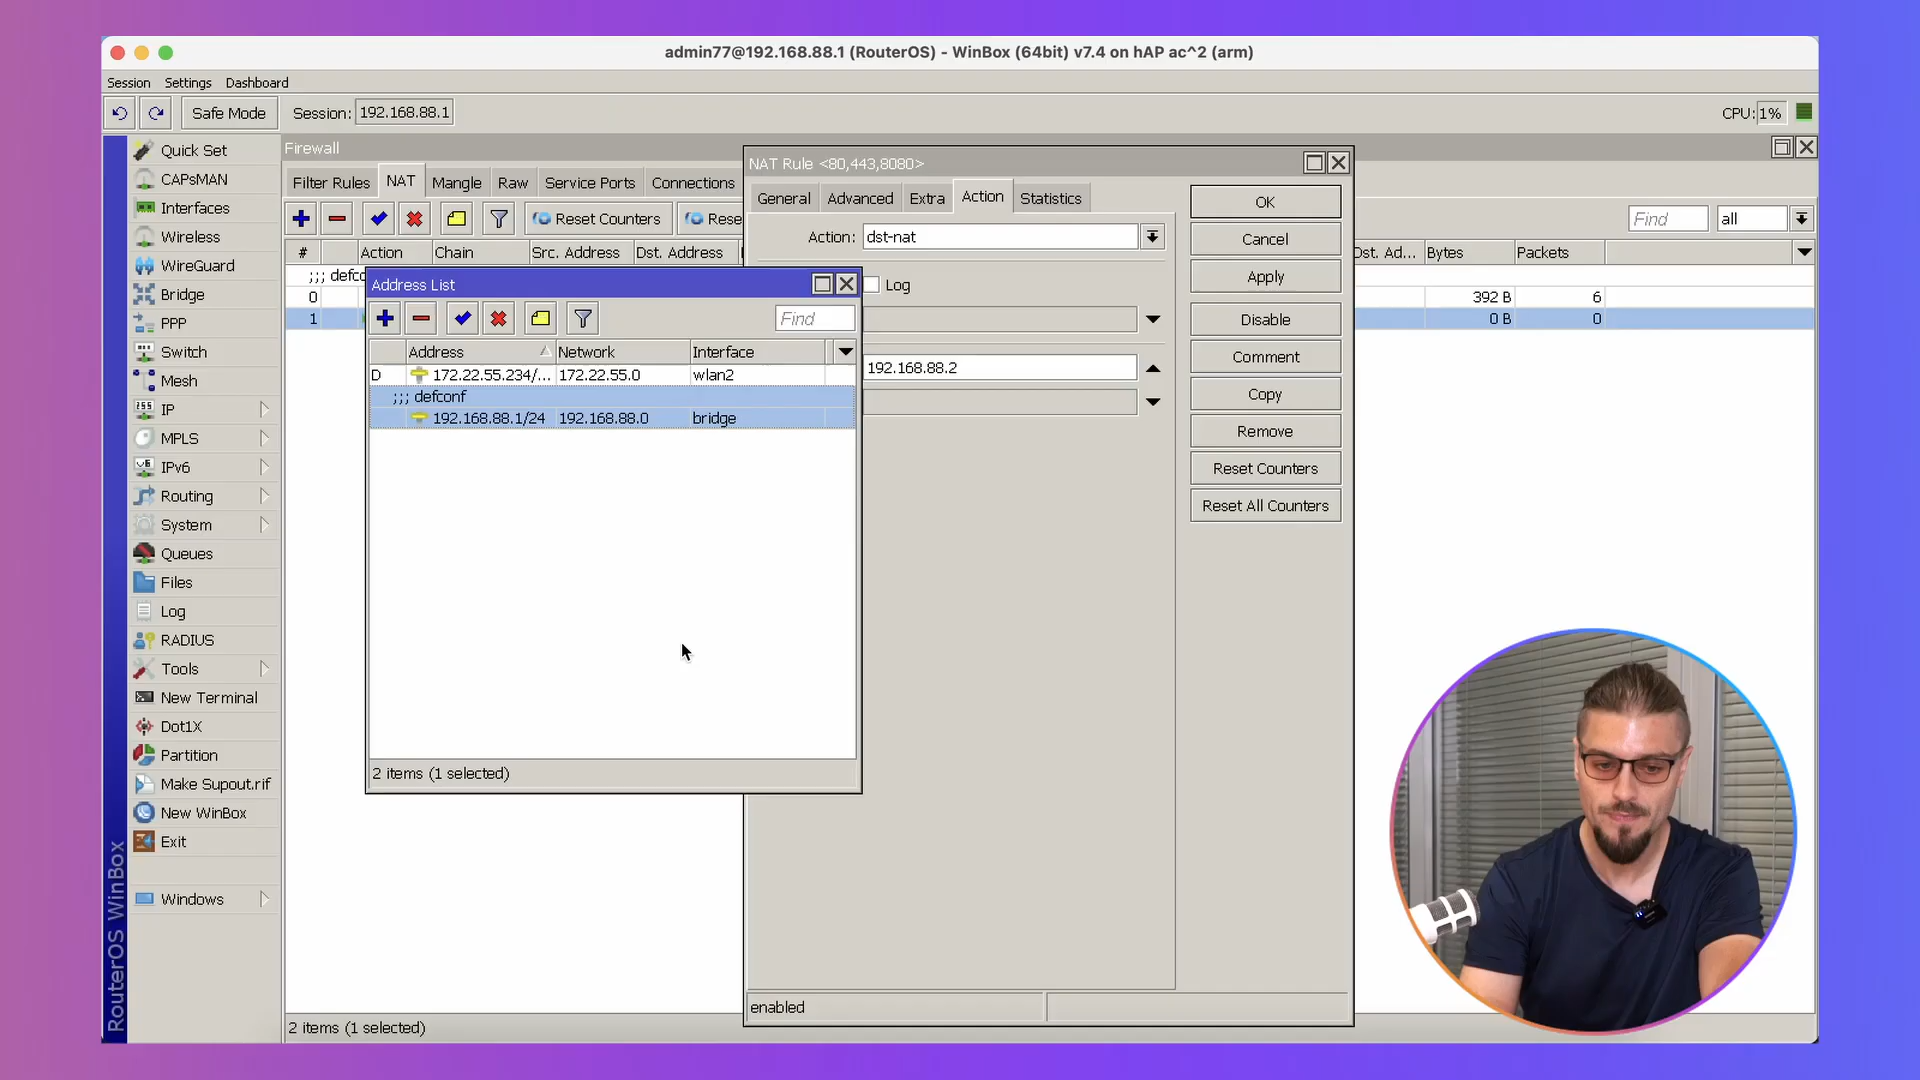 admin77@192.168.88.1 (RouterOS) - WinBox (64bit) v7.4 on hAP ac^2 (arm)
Session Settings Dashboard
Safe Mode Session: 192.168.88.1 CPU: 1%
Quick Set
CAPsMAN
Interfaces
Wireless
WireGuard
Bridge
PPP
Switch
Mesh
IP
MPLS
IPv6
Routing
System
Queues
Files
Log
RADIUS
Tools
New Terminal
Dot1X
Partition
Make Supout.rif
New WinBox
Exit
Windows
RouterOS WinBox
Firewall
Filter Rules NAT Mangle Raw Service Ports Connections
Reset Counters Rese
Find all
# Action Chain Src. Address Dst. Address Dst. Ad... Bytes Packets
;;; defco
0 392 B 6
1 0 B 0
2 items (1 selected)
Address List
Find
Address Network Interface
D 172.22.55.234/... 172.22.55.0 wlan2
;;; defconf
192.168.88.1/24 192.168.88.0 bridge
2 items (1 selected)
NAT Rule <80,443,8080>
General Advanced Extra Action Statistics
Action: dst-nat
Log
192.168.88.2
OK
Cancel
Apply
Disable
Comment
Copy
Remove
Reset Counters
Reset All Counters
enabled